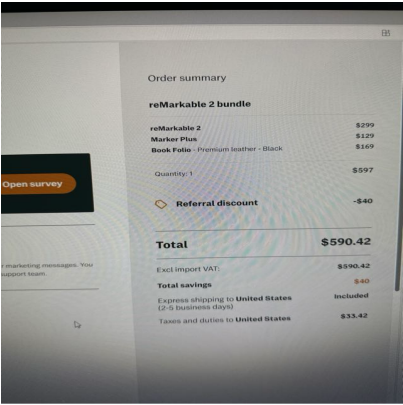 Order summary
reMarkable 2 bundle
reMarkable 2 $299
Marker Plus $129
Book Folio - Premium leather - Black $169
Quantity: 1 $597
Referral discount -$40
Total $590.42
Excl import VAT: $590.42
Total savings $40
Express shipping to United States Included
(2-5 business days)
Taxes and duties to United States $33.42
Open survey
r marketing messages. You
support team.